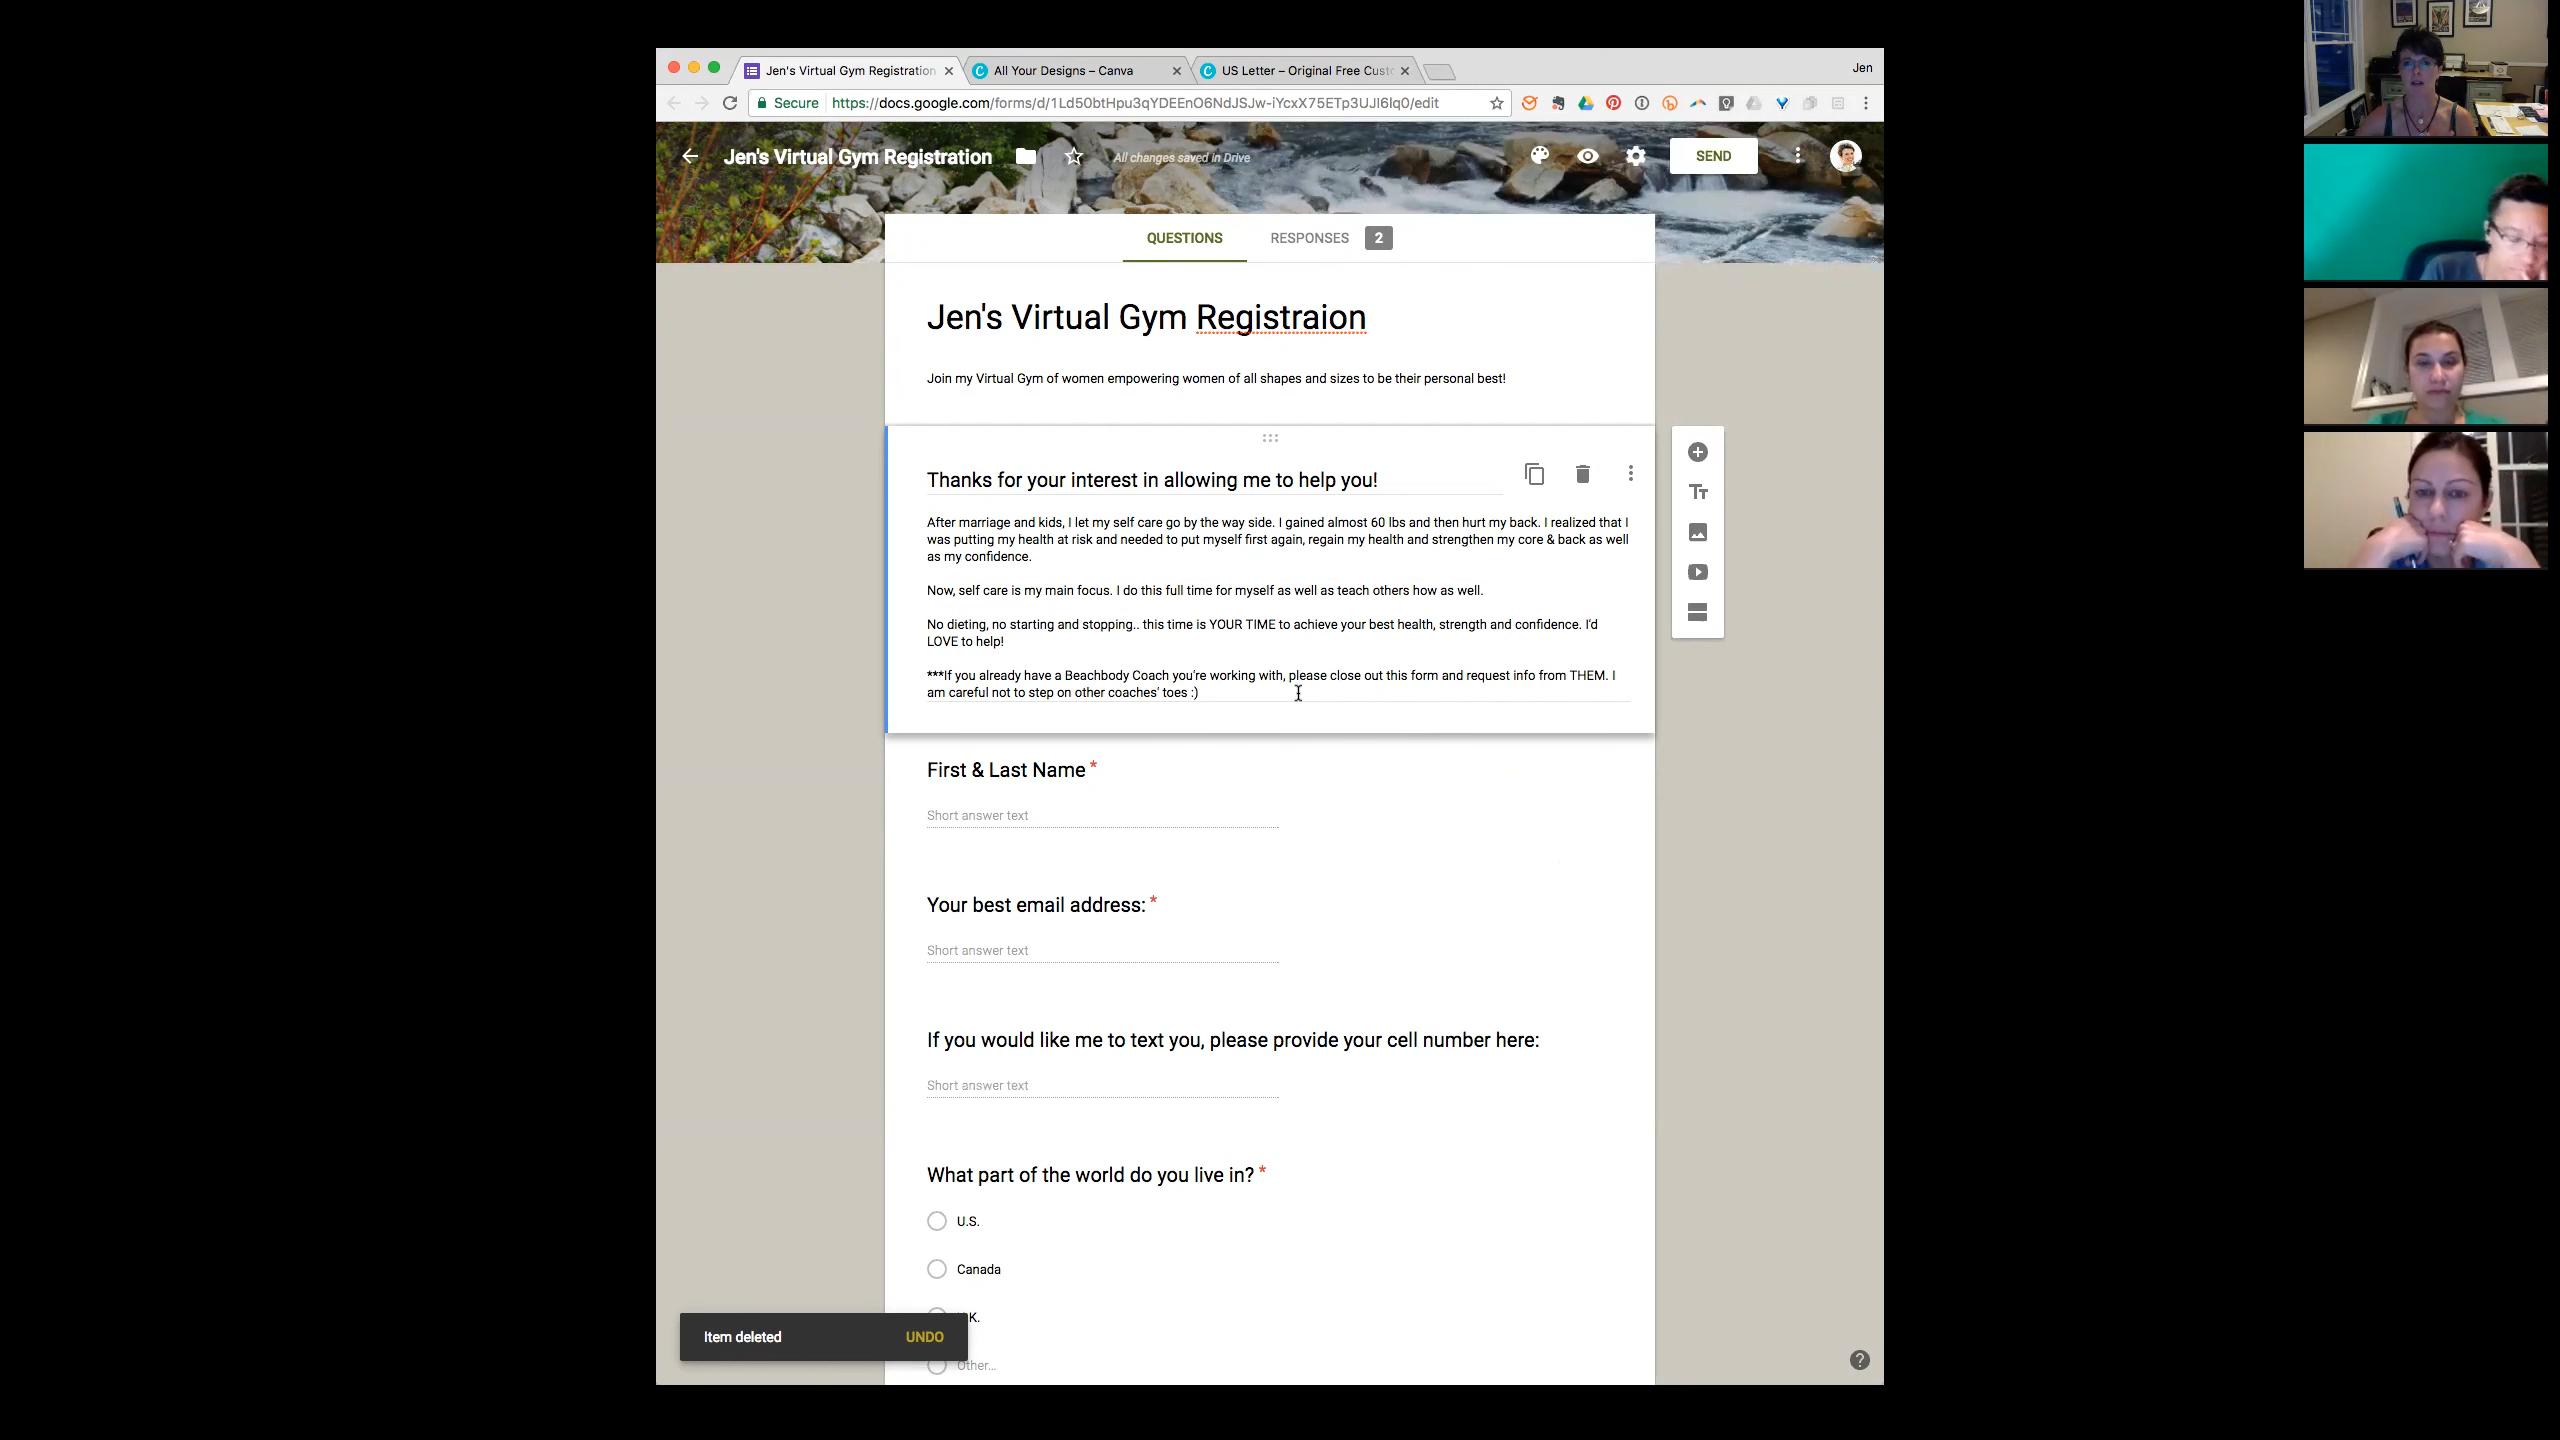 Jen's Virtual Gym Registration
All Your Designs – Canva
US Letter – Original Free Cust
Jen
Secure
https://docs.google.com/forms/d/1Ld50btHpu3qYDEEnO6NdJSJw-iYcxX75ETp3UJI6lq0/edit
Jen's Virtual Gym Registration
All changes saved in Drive
SEND
QUESTIONS
RESPONSES 2
Jen's Virtual Gym Registraion
Join my Virtual Gym of women empowering women of all shapes and sizes to be their personal best!
Thanks for your interest in allowing me to help you!
After marriage and kids, I let my self care go by the way side. I gained almost 60 lbs and then hurt my back. I realized that I
was putting my health at risk and needed to put myself first again, regain my health and strengthen my core & back as well
as my confidence.
Now, self care is my main focus. I do this full time for myself as well as teach others how as well.
No dieting, no starting and stopping.. this time is YOUR TIME to achieve your best health, strength and confidence. I'd
LOVE to help!
***If you already have a Beachbody Coach you're working with, please close out this form and request info from THEM. I
am careful not to step on other coaches' toes :)
First & Last Name *
Short answer text
Your best email address: *
Short answer text
If you would like me to text you, please provide your cell number here:
Short answer text
What part of the world do you live in? *
U.S.
Canada
K.
Item deleted
UNDO
Other...